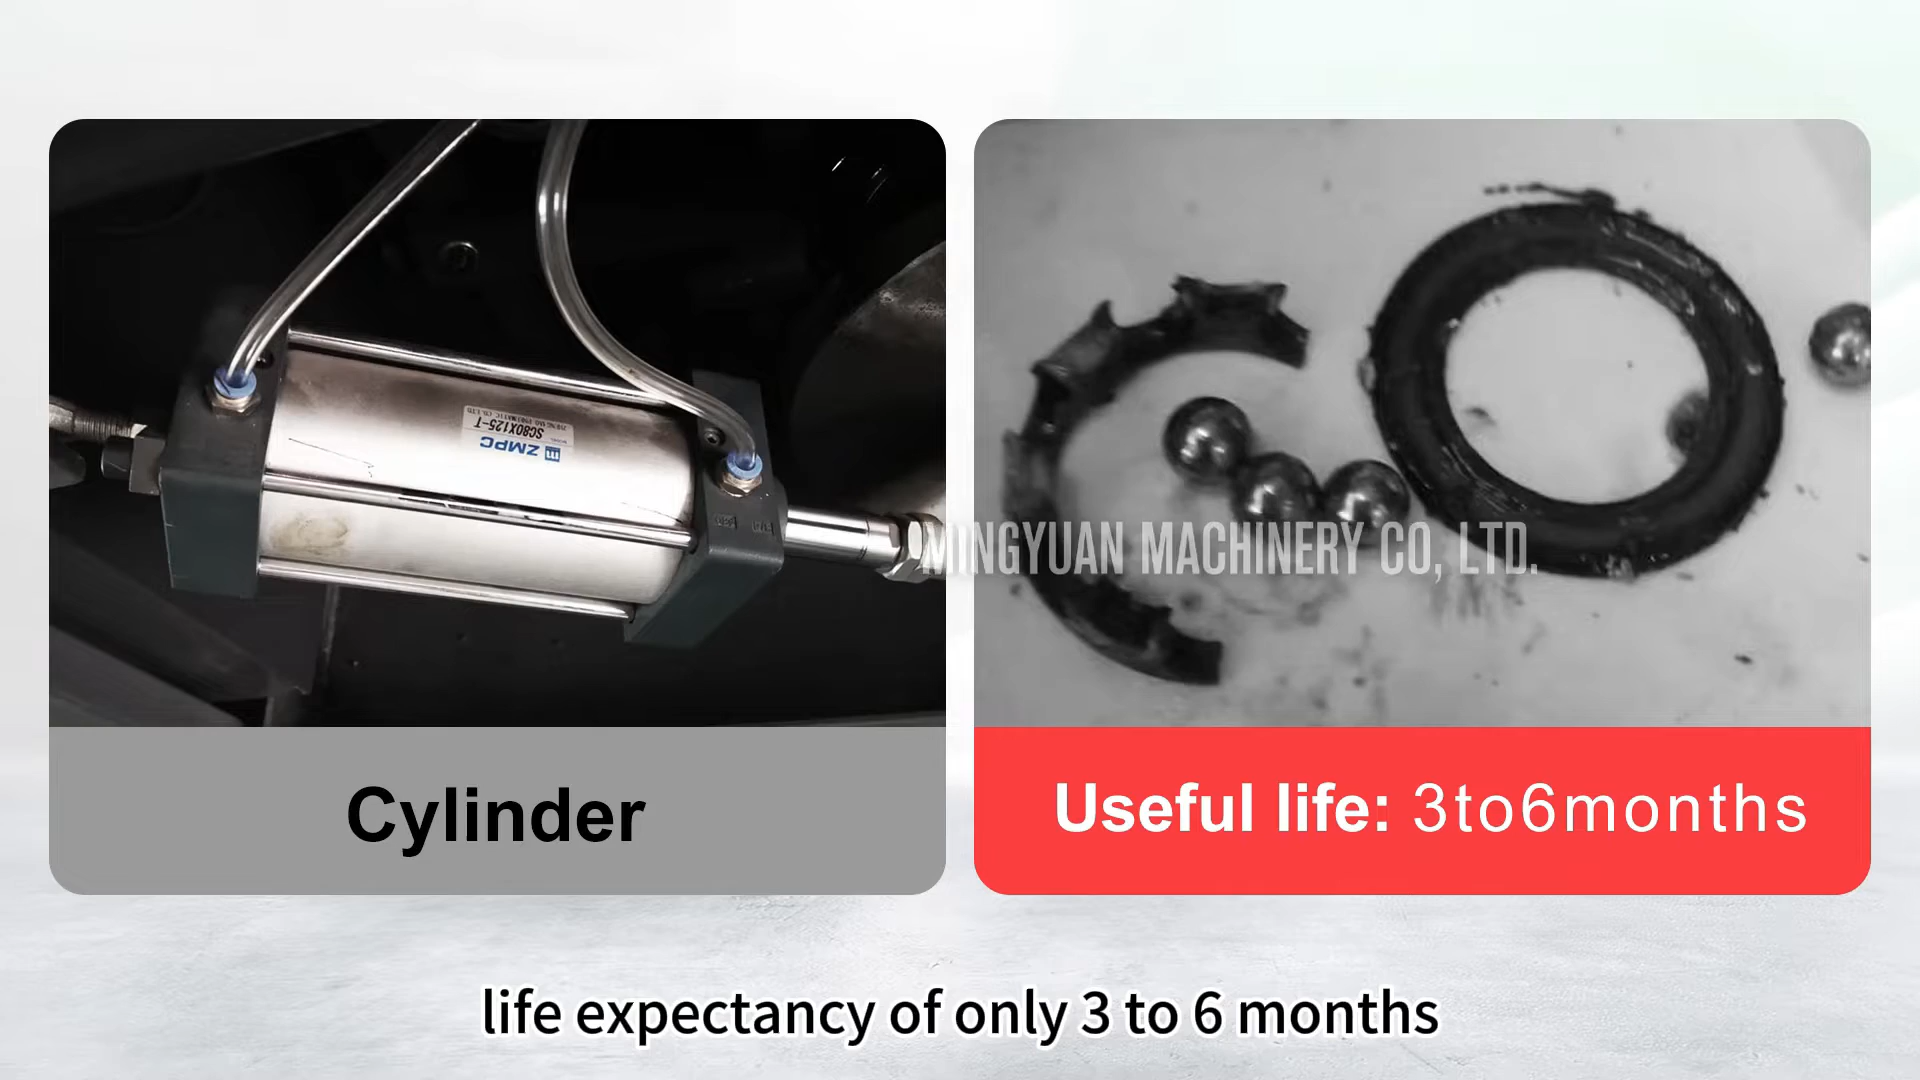 ZMPC
SC80X125-T
MINGYUAN MACHINERY CO, LTD.
Cylinder
Useful life: 3to6months
life expectancy of only 3 to 6 months